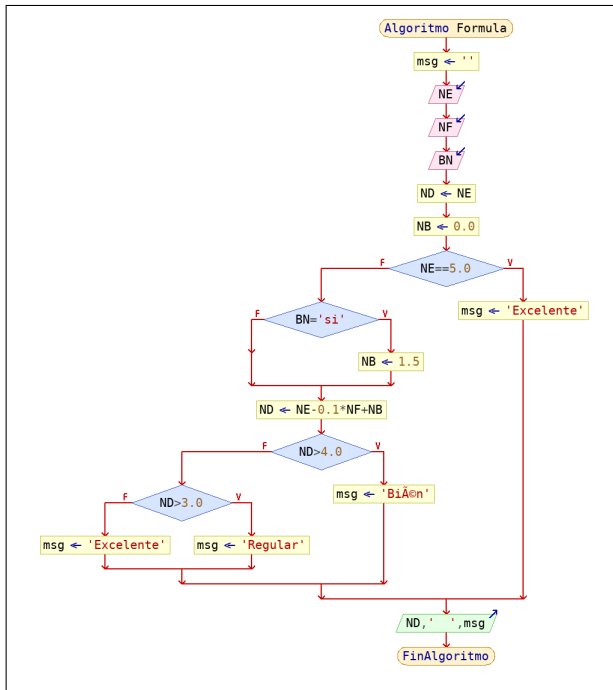 Algoritmo Formula
msg ← ''
NE
NF
BN
ND ← NE
NB ← 0.0
NE==5.0
F
V
msg ← 'Excelente'
BN='si'
F
V
NB ← 1.5
ND ← NE-0.1*NF+NB
ND>4.0
F
V
msg ← 'BiÃ©n'
ND>3.0
F
V
msg ← 'Excelente'
msg ← 'Regular'
ND,'  ',msg
FinAlgoritmo